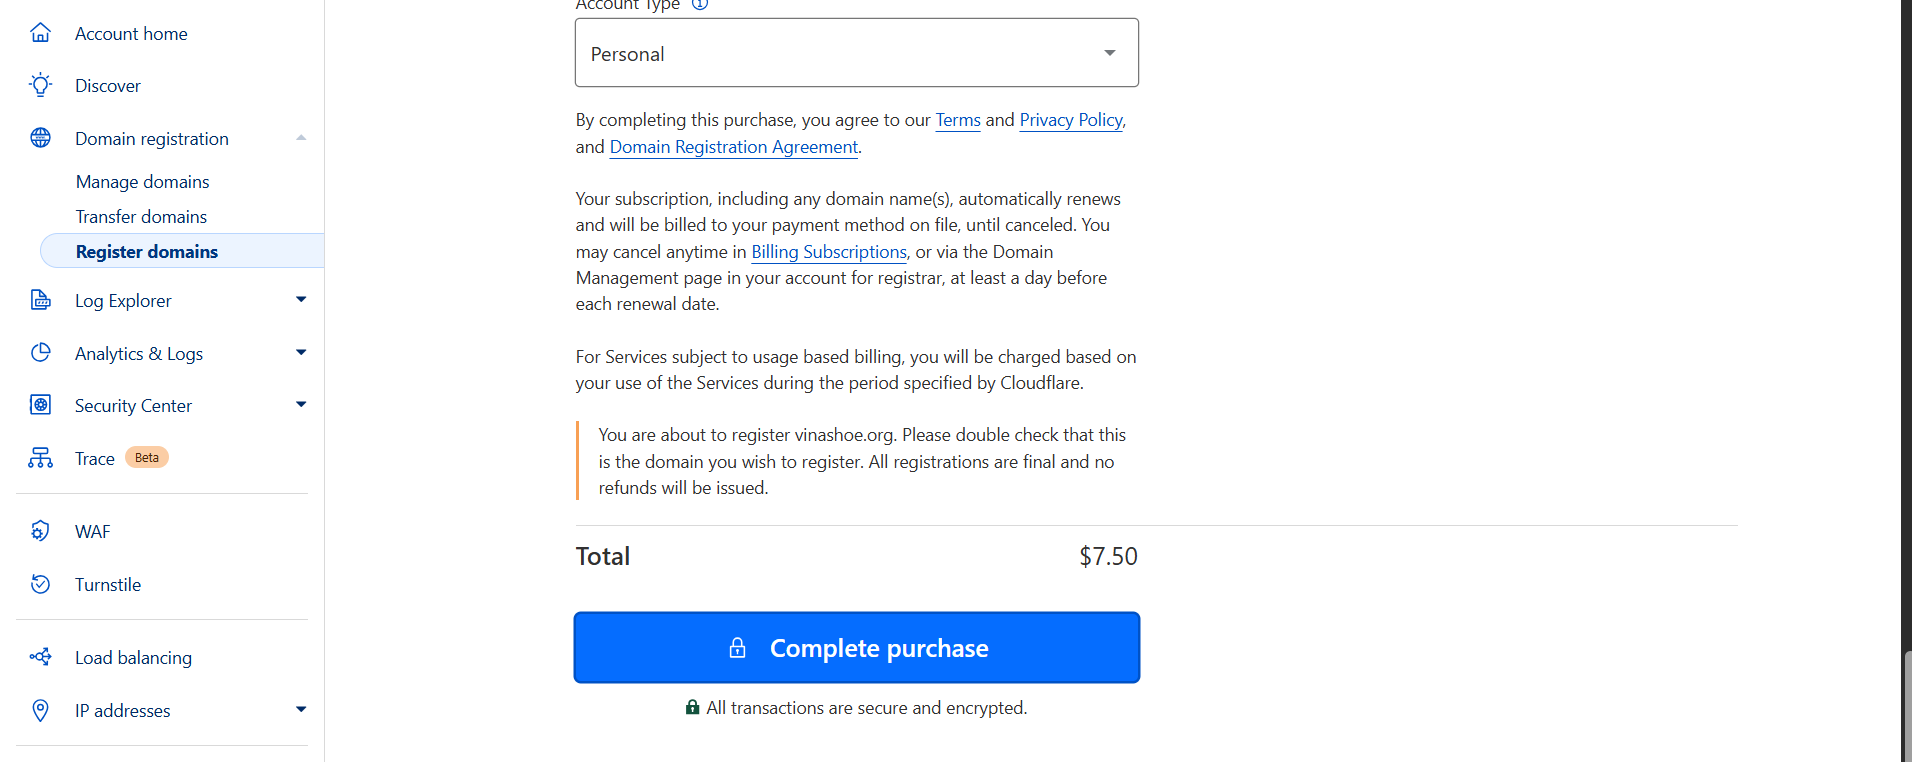 Account home
Discover
Domain registration
Manage domains
Transfer domains
Register domains
Log Explorer
Analytics & Logs
Security Center
Trace Beta
WAF
Turnstile
Load balancing
IP addresses
Account Type
Personal
By completing this purchase, you agree to our Terms and Privacy Policy,
and Domain Registration Agreement.
Your subscription, including any domain name(s), automatically renews
and will be billed to your payment method on file, until canceled. You
may cancel anytime in Billing Subscriptions, or via the Domain
Management page in your account for registrar, at least a day before
each renewal date.
For Services subject to usage based billing, you will be charged based on
your use of the Services during the period specified by Cloudflare.
You are about to register vinashoe.org. Please double check that this
is the domain you wish to register. All registrations are final and no
refunds will be issued.
Total $7.50
Complete purchase
All transactions are secure and encrypted.